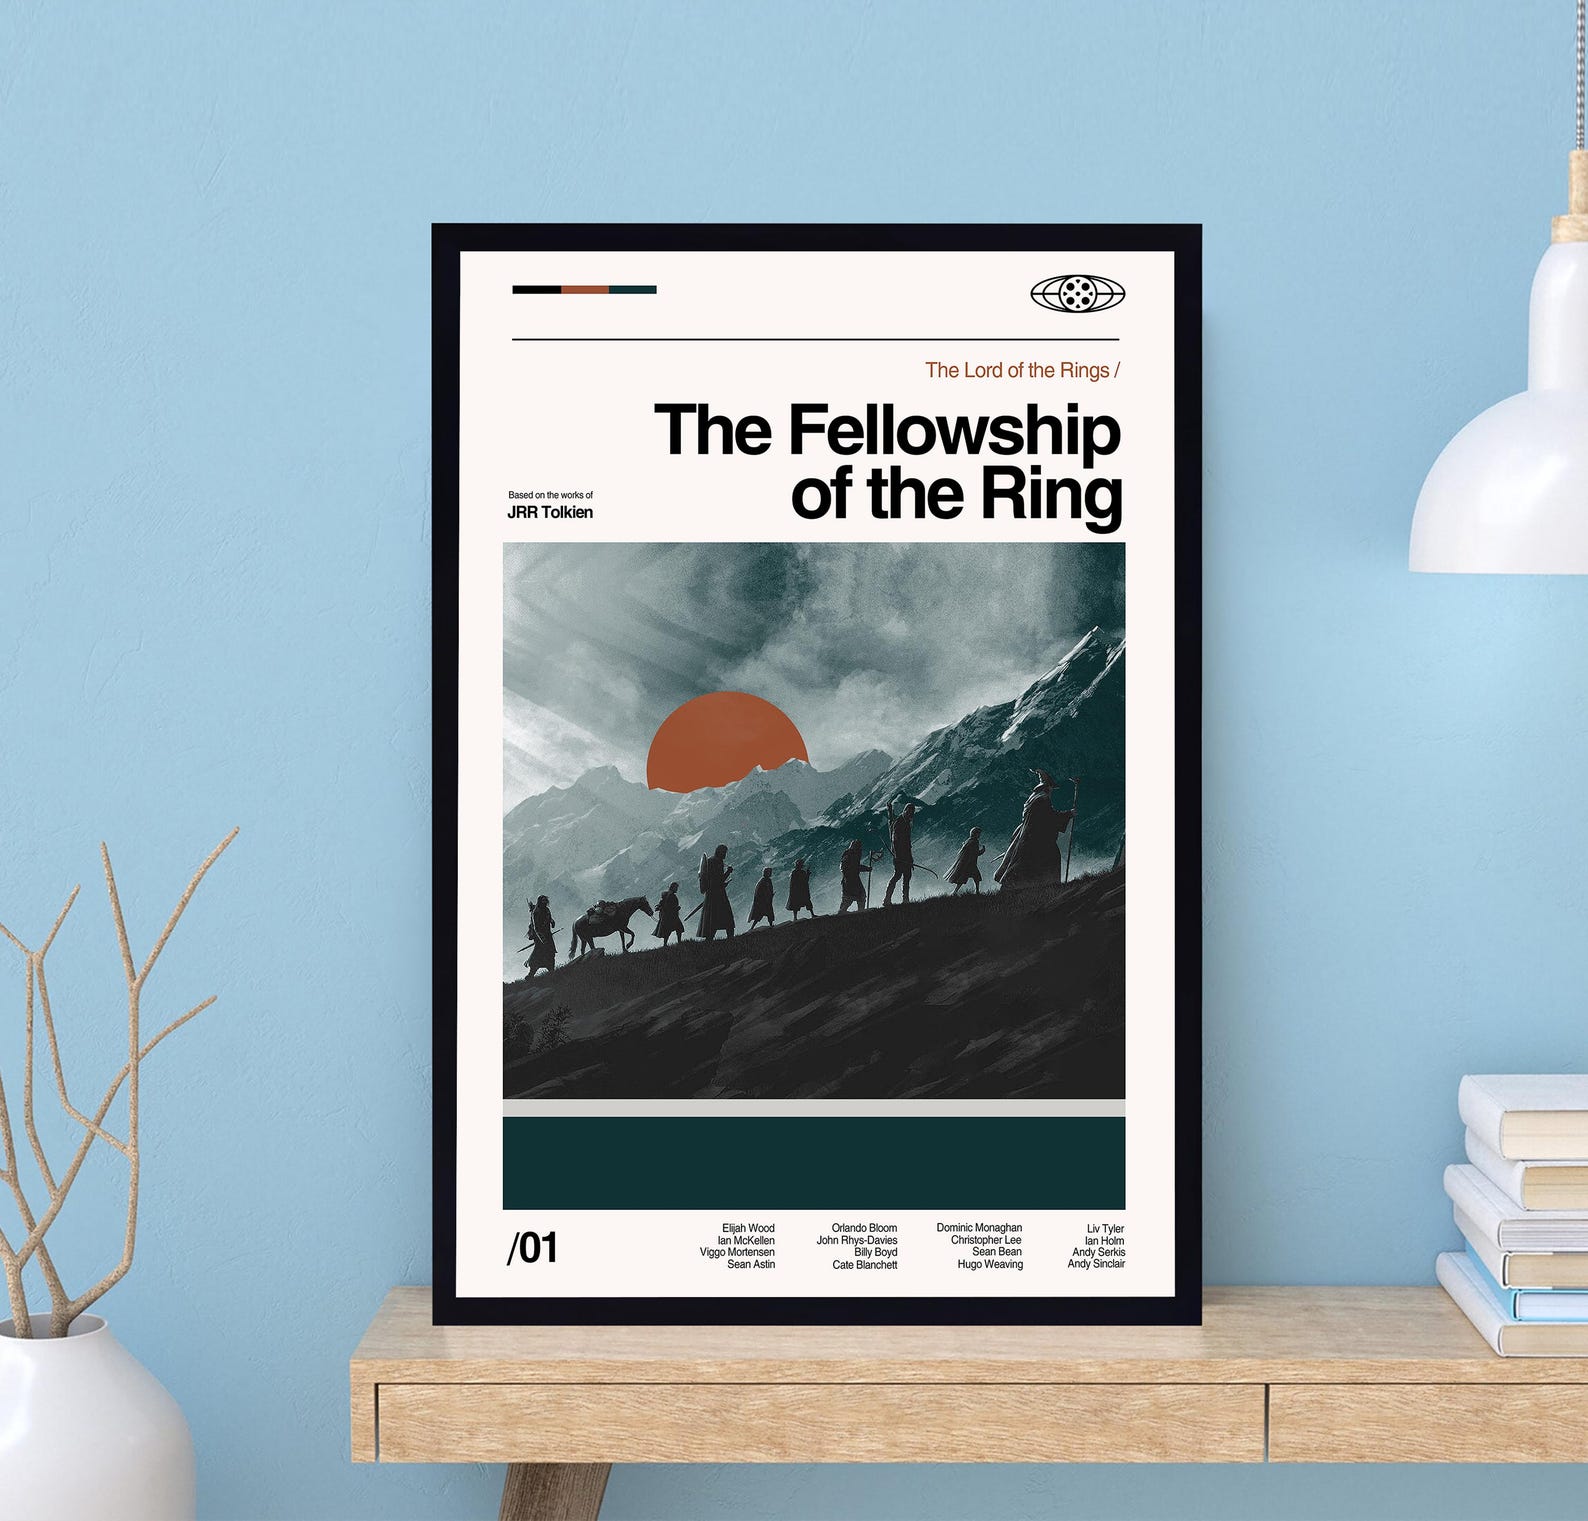 The Lord of the Rings /
The Fellowship
of the Ring
Based on the works of
JRR Tolkien
/01
Elijah Wood
Ian McKellen
Viggo Mortensen
Sean Astin
Orlando Bloom
John Rhys-Davies
Billy Boyd
Cate Blanchett
Dominic Monaghan
Christopher Lee
Sean Bean
Hugo Weaving
Liv Tyler
Ian Holm
Andy Serkis
Andy Sinclair